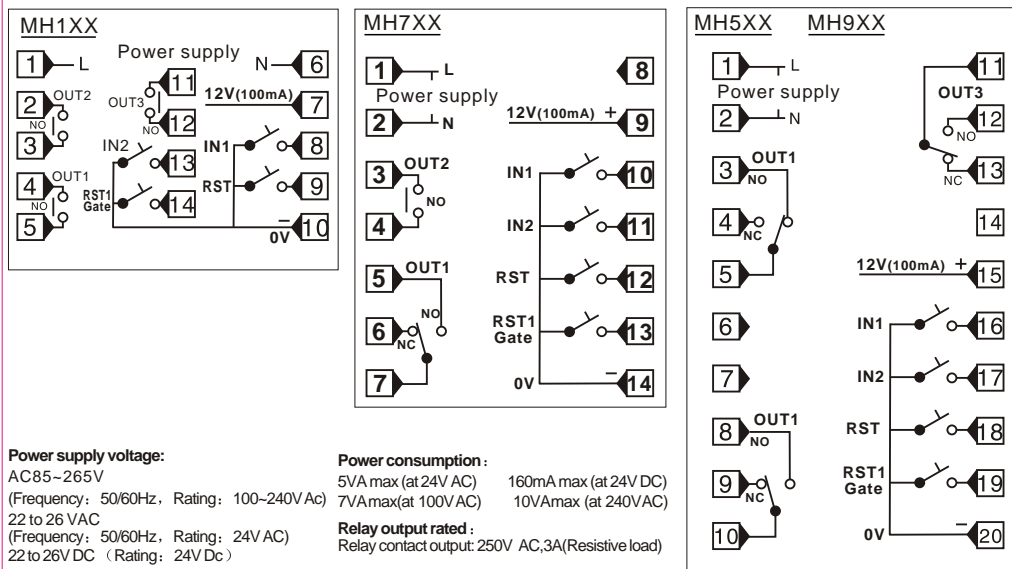 MH1XX
Power supply
1 L
N 6
2 OUT2
NO
3
11
OUT3
NO 12
12V(100mA) 7
IN2
13
IN1
8
4 OUT1
NO
5
RST1
Gate
14
RST
9
0V
− 10
MH7XX
1 L
Power supply
2 N
8
12V(100mA) + 9
3 OUT2
NO
4
IN1 10
IN2 11
5 OUT1
NO
6
NC
7
RST 12
RST1
Gate 13
0V − 14
MH5XX MH9XX
1 L
Power supply
2 N
11
OUT3
12
NO
NC 13
3 OUT1
NO
4
NC
5
14
12V(100mA) + 15
6
7
IN1 16
IN2 17
8 OUT1
NO
9
NC
10
RST 18
RST1
Gate 19
0V − 20
Power supply voltage:
AC85~265V
(Frequency: 50/60Hz, Rating: 100~240V Ac)
22 to 26 VAC
(Frequency: 50/60Hz, Rating: 24V AC)
22 to 26V DC (Rating: 24V Dc)
Power consumption:
5VA max (at 24V AC) 160mA max (at 24V DC)
7VA max(at 100V AC) 10VA max (at 240V AC)
Relay output rated:
Relay contact output: 250V AC,3A(Resistive load)